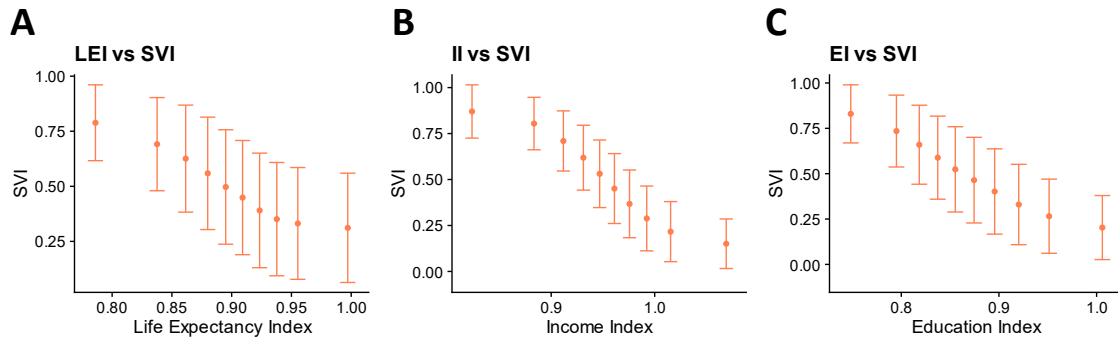 A
LEI vs SVI
SVI
1.00
0.75
0.50
0.25
0.80
0.85
0.90
0.95
1.00
Life Expectancy Index
B
II vs SVI
SVI
1.00
0.75
0.50
0.25
0.00
0.9
1.0
Income Index
C
EI vs SVI
SVI
1.00
0.75
0.50
0.25
0.00
0.8
0.9
1.0
Education Index